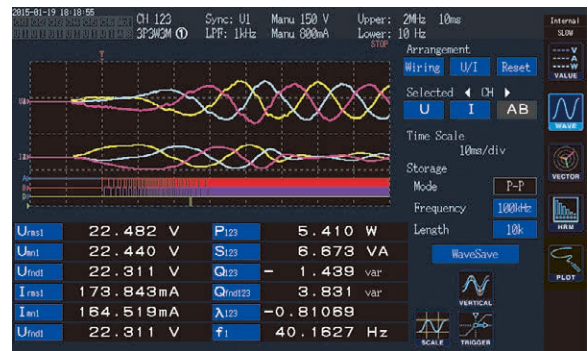 2015-01-19 18:18:55 CH 123 Sync: U1 Manu 150 V Upper: 2MHz 10ms Internal
3P3W3M ① LPF: 1kHz Manu 800mA Lower: 10 Hz SLOW
STOP
Arrangement
Wiring U/I Reset
VALUE
Selected ◀ CH ▶
U I AB
WAVE
Time Scale
10ms/div
VECTOR
Storage
Mode P-P
Frequency 100kHz
Length 10k
HRM
WaveSave
PLOT
VERTICAL
SCALE TRIGGER
Urms1 22.482 V P123 5.410 W
Umn1 22.440 V S123 6.673 VA
Ufnd1 22.311 V Q123 - 1.439 var
Irms1 173.843mA Qfnd123 3.831 var
Imn1 164.519mA λ123 -0.81069
Ufnd1 22.311 V f1 40.1627 Hz